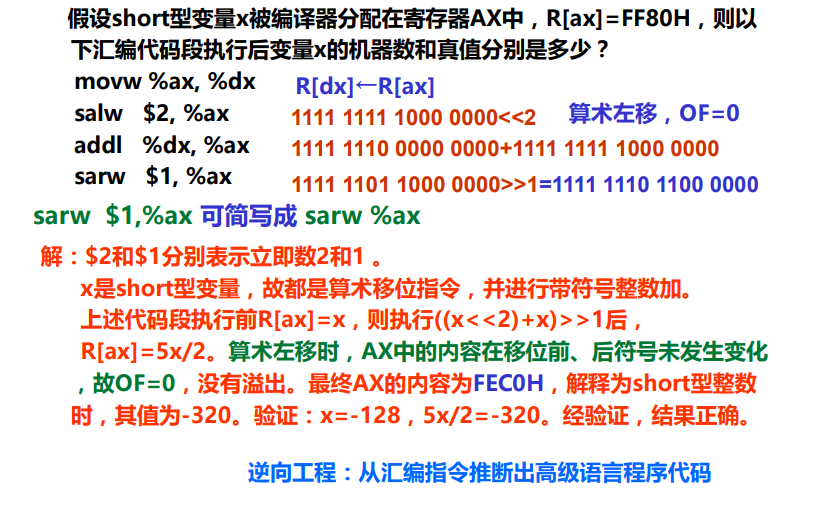 假设short型变量x被编译器分配在寄存器AX中，R[ax]=FF80H，则以
下汇编代码段执行后变量x的机器数和真值分别是多少？
movw %ax, %dx R[dx]←R[ax]
salw $2, %ax 1111 1111 1000 0000<<2 算术左移，OF=0
addl %dx, %ax 1111 1110 0000 0000+1111 1111 1000 0000
sarw $1, %ax 1111 1101 1000 0000>>1=1111 1110 1100 0000
sarw $1,%ax 可简写成 sarw %ax
解：$2和$1分别表示立即数2和1 。
x是short型变量，故都是算术移位指令，并进行带符号整数加。
上述代码段执行前R[ax]=x，则执行((x<<2)+x)>>1后，
R[ax]=5x/2。算术左移时，AX中的内容在移位前、后符号未发生变化
，故OF=0，没有溢出。最终AX的内容为FEC0H，解释为short型整数
时，其值为-320。验证：x=-128，5x/2=-320。经验证，结果正确。
逆向工程：从汇编指令推断出高级语言程序代码